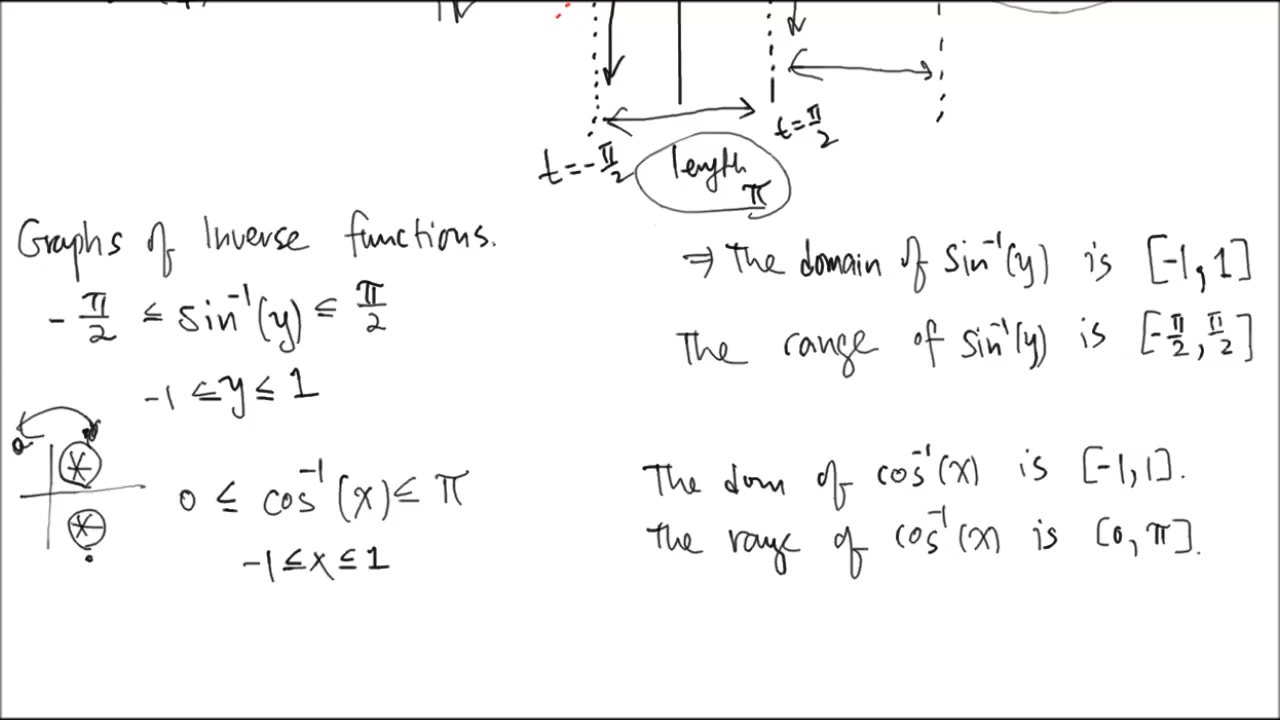 t = -π/2
length π
t = π/2
Graphs of Inverse functions.
-π/2 ≤ sin⁻¹(y) ≤ π/2
-1 ≤ y ≤ 1
⇒ The domain of sin⁻¹(y) is [-1, 1]
The range of sin⁻¹(y) is [-π/2, π/2]
0 ≤ cos⁻¹(x) ≤ π
-1 ≤ x ≤ 1
The dom of cos⁻¹(x) is [-1, 1].
The range of cos⁻¹(x) is [0, π].